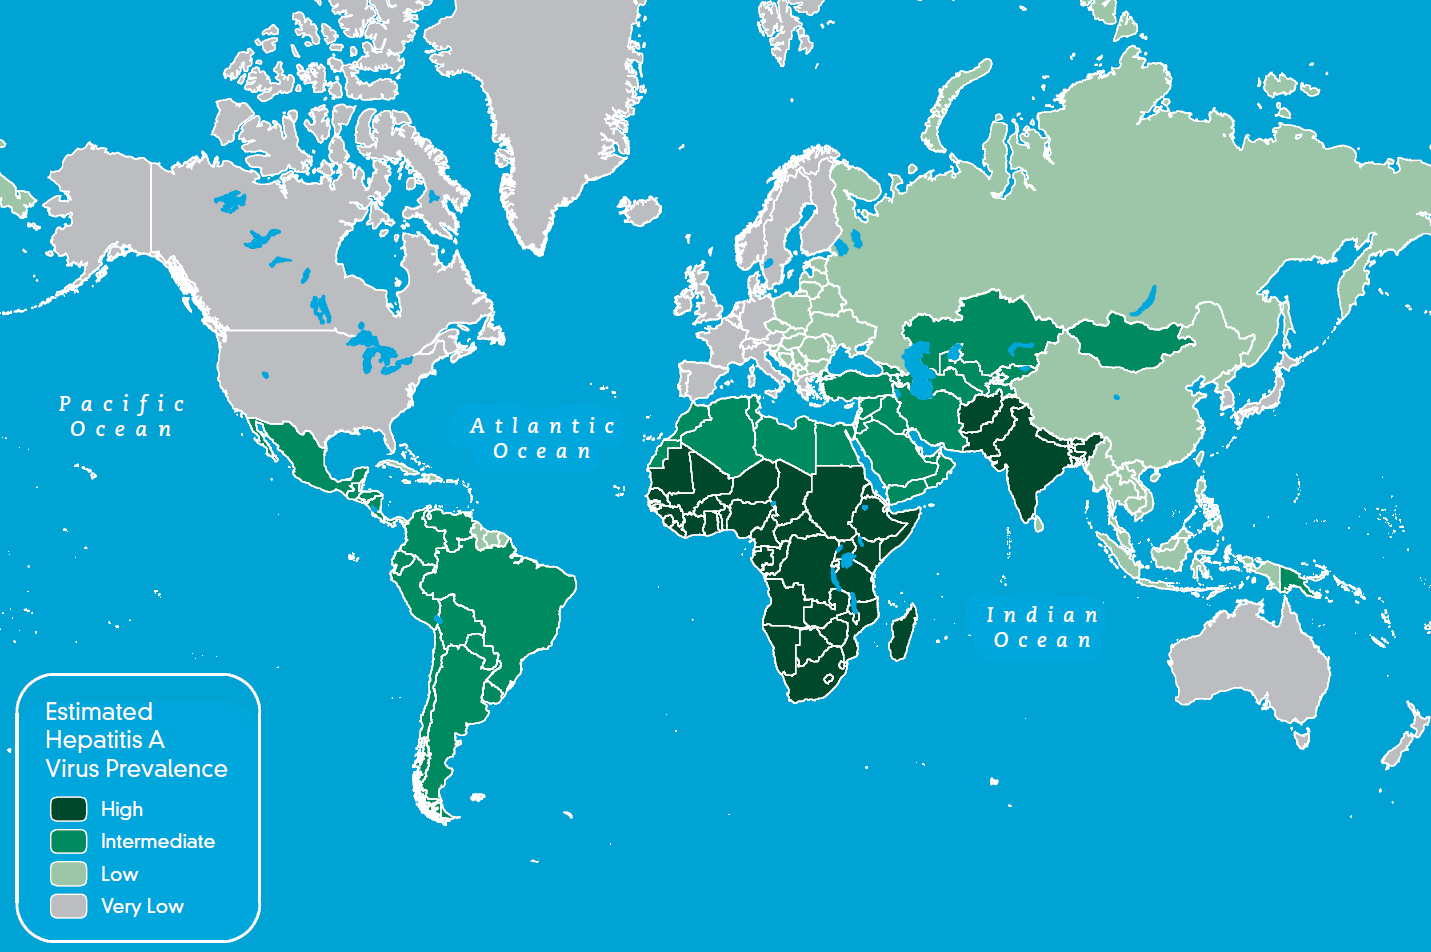 Pacific
Ocean
Atlantic
Ocean
Indian
Ocean
Estimated
Hepatitis A
Virus Prevalence
High
Intermediate
Low
Very Low